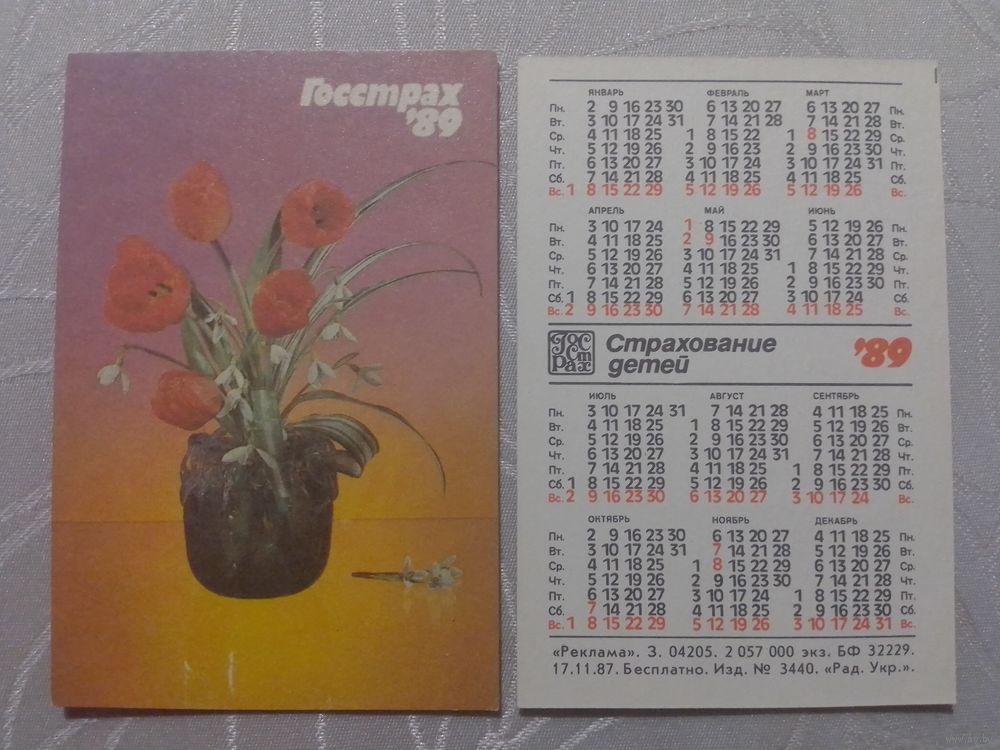 Госстрах
'89
ЯНВАРЬ ФЕВРАЛЬ МАРТ
Пн. 2 9 16 23 30 6 13 20 27 6 13 20 27 Пн.
Вт. 3 10 17 24 31 7 14 21 28 7 14 21 28 Вт.
Ср. 4 11 18 25 1 8 15 22 1 8 15 22 29 Ср.
Чт. 5 12 19 26 2 9 16 23 2 9 16 23 30 Чт.
Пт. 6 13 20 27 3 10 17 24 3 10 17 24 31 Пт.
Сб. 7 14 21 28 4 11 18 25 4 11 18 25 Сб.
Вс. 1 8 15 22 29 5 12 19 26 5 12 19 26 Вс.
АПРЕЛЬ МАЙ ИЮНЬ
Пн. 3 10 17 24 1 8 15 22 29 5 12 19 26 Пн.
Вт. 4 11 18 25 2 9 16 23 30 6 13 20 27 Вт.
Ср. 5 12 19 26 3 10 17 24 31 7 14 21 28 Ср.
Чт. 6 13 20 27 4 11 18 25 1 8 15 22 29 Чт.
Пт. 7 14 21 28 5 12 19 26 2 9 16 23 30 Пт.
Сб. 1 8 15 22 29 6 13 20 27 3 10 17 24 Сб.
Вс. 2 9 16 23 30 7 14 21 28 4 11 18 25 Вс.
Госстрах Страхование '89
детей
ИЮЛЬ АВГУСТ СЕНТЯБРЬ
Пн. 3 10 17 24 31 7 14 21 28 4 11 18 25 Пн.
Вт. 4 11 18 25 1 8 15 22 29 5 12 19 26 Вт.
Ср. 5 12 19 26 2 9 16 23 30 6 13 20 27 Ср.
Чт. 6 13 20 27 3 10 17 24 31 7 14 21 28 Чт.
Пт. 7 14 21 28 4 11 18 25 1 8 15 22 29 Пт.
Сб. 1 8 15 22 29 5 12 19 26 2 9 16 23 30 Сб.
Вс. 2 9 16 23 30 6 13 20 27 3 10 17 24 Вс.
ОКТЯБРЬ НОЯБРЬ ДЕКАБРЬ
Пн. 2 9 16 23 30 6 13 20 27 4 11 18 25 Пн.
Вт. 3 10 17 24 31 7 14 21 28 5 12 19 26 Вт.
Ср. 4 11 18 25 1 8 15 22 29 6 13 20 27 Ср.
Чт. 5 12 19 26 2 9 16 23 30 7 14 21 28 Чт.
Пт. 6 13 20 27 3 10 17 24 1 8 15 22 29 Пт.
Сб. 7 14 21 28 4 11 18 25 2 9 16 23 30 Сб.
Вс. 1 8 15 22 29 5 12 19 26 3 10 17 24 31 Вс.
«Реклама». З. 04205. 2 057 000 экз. БФ 32229.
17.11.87. Бесплатно. Изд. № 3440. «Рад. Укр.».